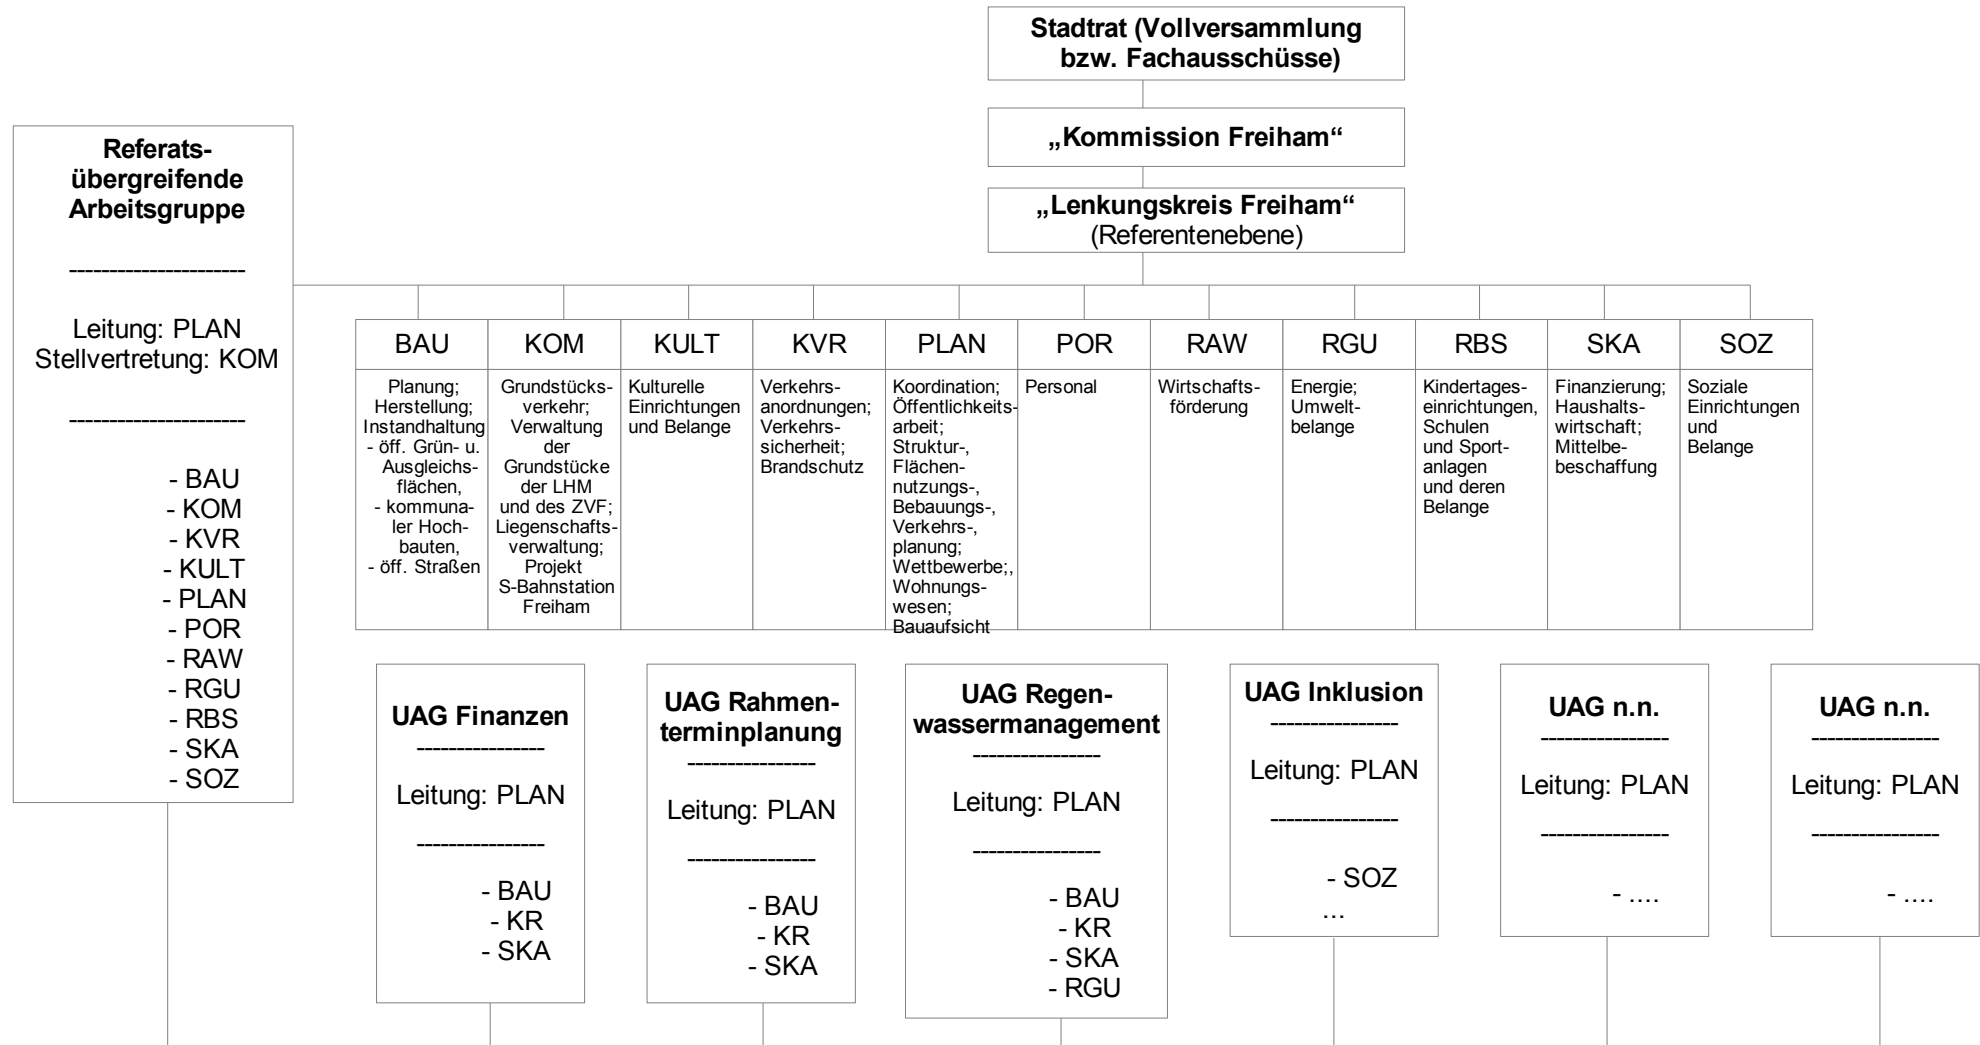 Stadtrat (Vollversammlung
bzw. Fachausschüsse)
„Kommission Freiham“
„Lenkungskreis Freiham“
(Referentenebene)
Referats-
übergreifende
Arbeitsgruppe
----------------------
Leitung: PLAN
Stellvertretung: KOM
----------------------
- BAU
- KOM
- KVR
- KULT
- PLAN
- POR
- RAW
- RGU
- RBS
- SKA
- SOZ
BAU
Planung;
Herstellung;
Instandhaltung
- öff. Grün- u.
Ausgleichs-
flächen,
- kommuna-
ler Hoch-
bauten,
- öff. Straßen
KOM
Grundstücks-
verkehr;
Verwaltung
der
Grundstücke
der LHM
und des ZVF;
Liegenschafts-
verwaltung;
Projekt
S-Bahnstation
Freiham
KULT
Kulturelle
Einrichtungen
und Belange
KVR
Verkehrs-
anordnungen;
Verkehrs-
sicherheit;
Brandschutz
PLAN
Koordination;
Öffentlichkeits-
arbeit;
Struktur-,
Flächen-
nutzungs-,
Bebauungs-,
Verkehrs-,
planung;
Wettbewerbe;,
Wohnungs-
wesen;
Bauaufsicht
POR
Personal
RAW
Wirtschafts-
förderung
RGU
Energie;
Umwelt-
belange
RBS
Kindertages-
einrichtungen,
Schulen
und Sport-
anlagen
und deren
Belange
SKA
Finanzierung;
Haushalts-
wirtschaft;
Mittelbe-
beschaffung
SOZ
Soziale
Einrichtungen
und
Belange
UAG Finanzen
----------------
Leitung: PLAN
----------------
- BAU
- KR
- SKA
UAG Rahmen-
terminplanung
----------------
Leitung: PLAN
----------------
- BAU
- KR
- SKA
UAG Regen-
wassermanagement
----------------
Leitung: PLAN
----------------
- BAU
- KR
- SKA
- RGU
UAG Inklusion
----------------
Leitung: PLAN
----------------
- SOZ
...
UAG n.n.
----------------
Leitung: PLAN
----------------
- ....
UAG n.n.
----------------
Leitung: PLAN
----------------
- ....